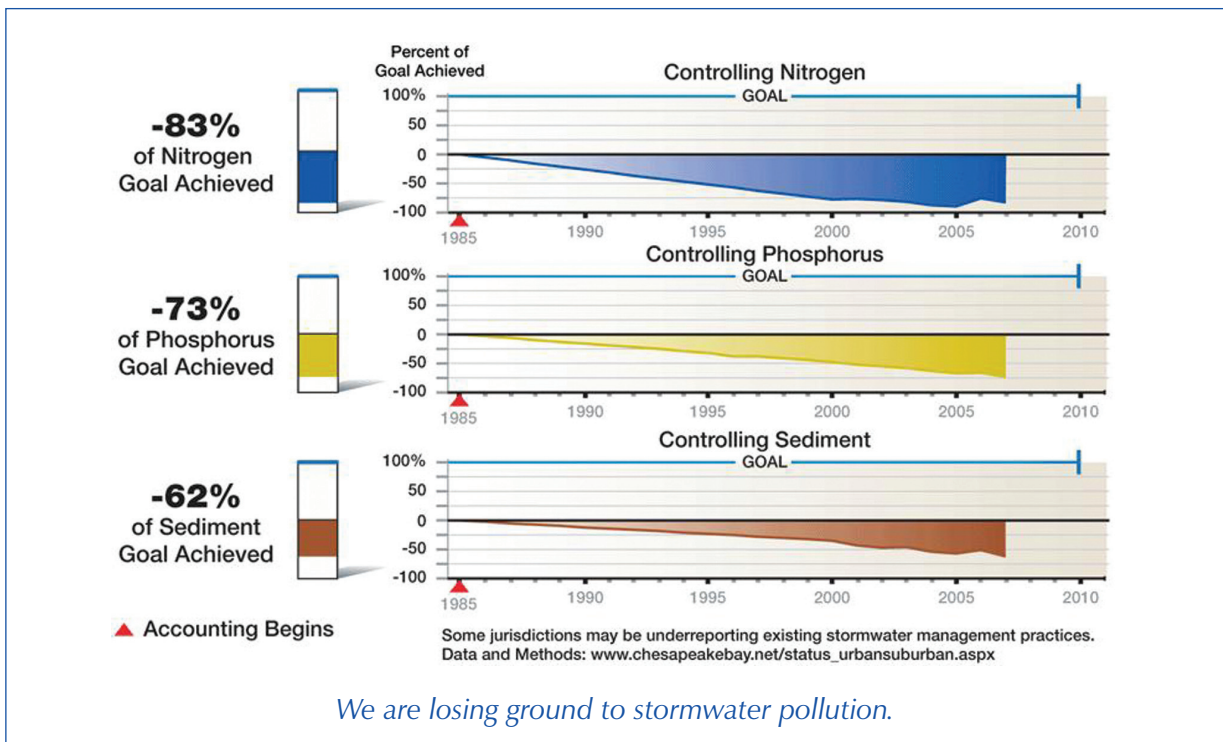 Percent of
Goal Achieved
Controlling Nitrogen
100%
GOAL
50
0
-50
-100
1985
1990
1995
2000
2005
2010
-83%
of Nitrogen
Goal Achieved
Controlling Phosphorus
100%
GOAL
50
0
-50
-100
1985
1990
1995
2000
2005
2010
-73%
of Phosphorus
Goal Achieved
Controlling Sediment
100%
GOAL
50
0
-50
-100
1985
1990
1995
2000
2005
2010
-62%
of Sediment
Goal Achieved
Accounting Begins
Some jurisdictions may be underreporting existing stormwater management practices.
Data and Methods: www.chesapeakebay.net/status_urbansuburban.aspx
We are losing ground to stormwater pollution.